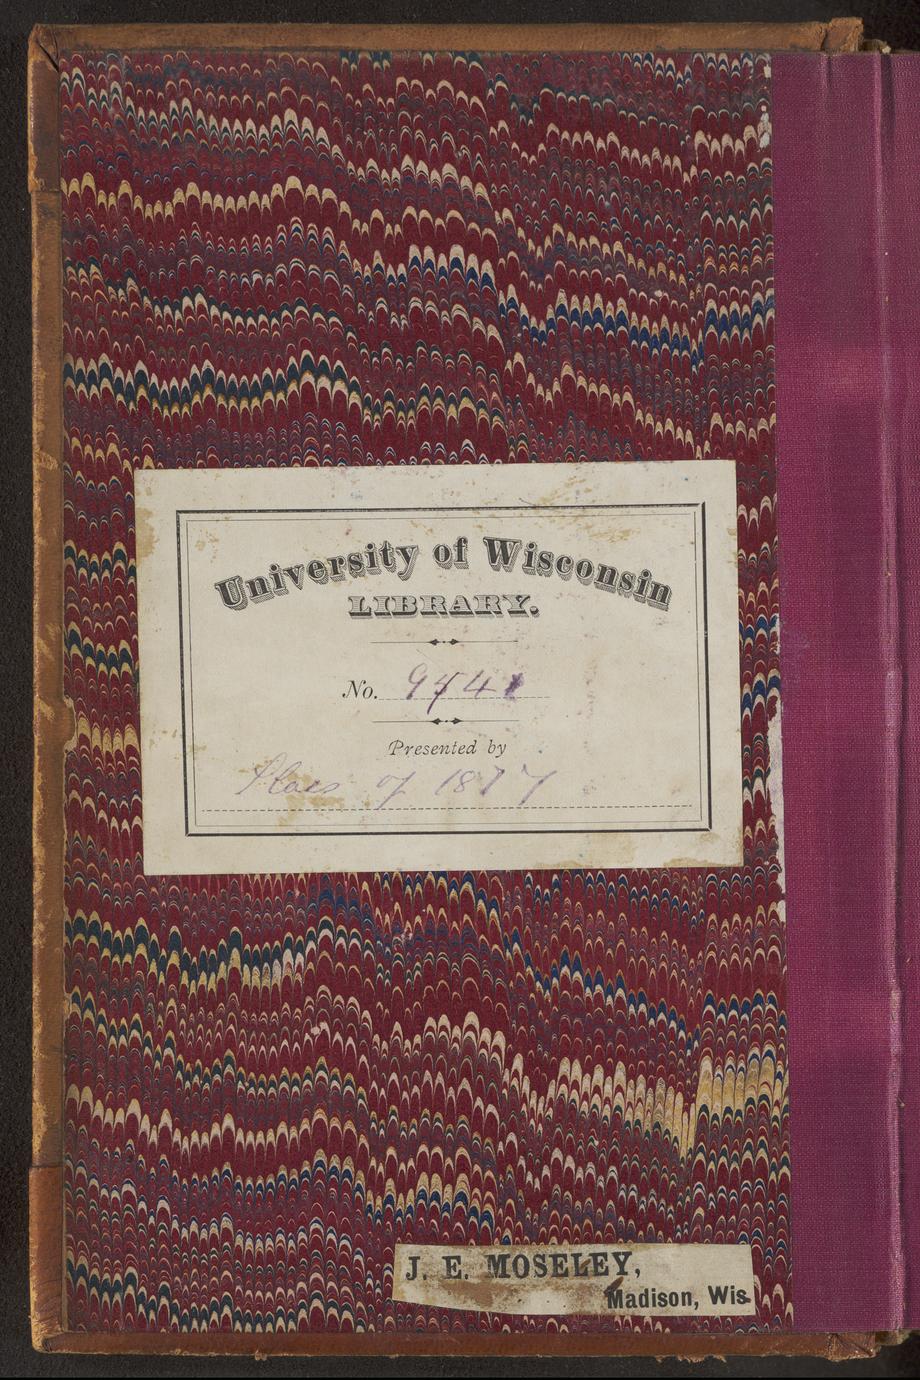 University of Wisconsin
LIBRARY.
No. 9441
Presented by
Class of 1877
J. E. MOSELEY,
Madison, Wis.